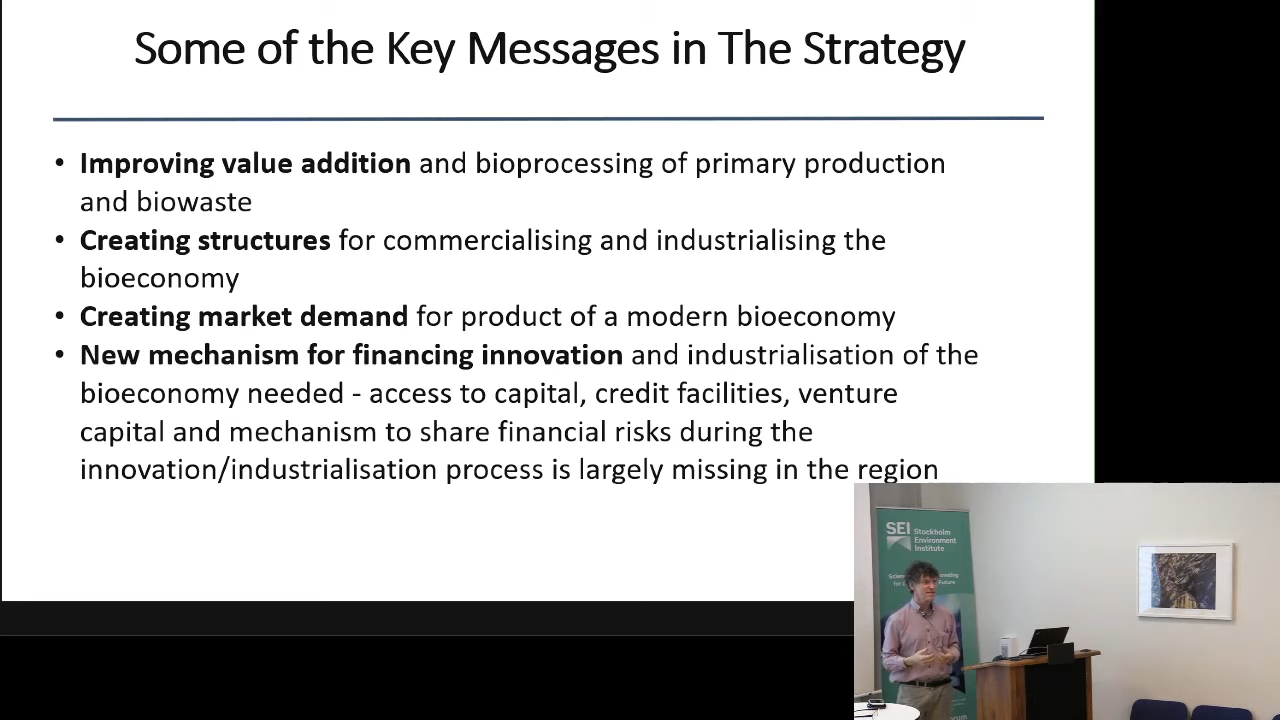 Some of the Key Messages in The Strategy
• Improving value addition and bioprocessing of primary production
and biowaste
• Creating structures for commercialising and industrialising the
bioeconomy
• Creating market demand for product of a modern bioeconomy
• New mechanism for financing innovation and industrialisation of the
bioeconomy needed - access to capital, credit facilities, venture
capital and mechanism to share financial risks during the
innovation/industrialisation process is largely missing in the region
SEI Stockholm
Environment
Institute
Future